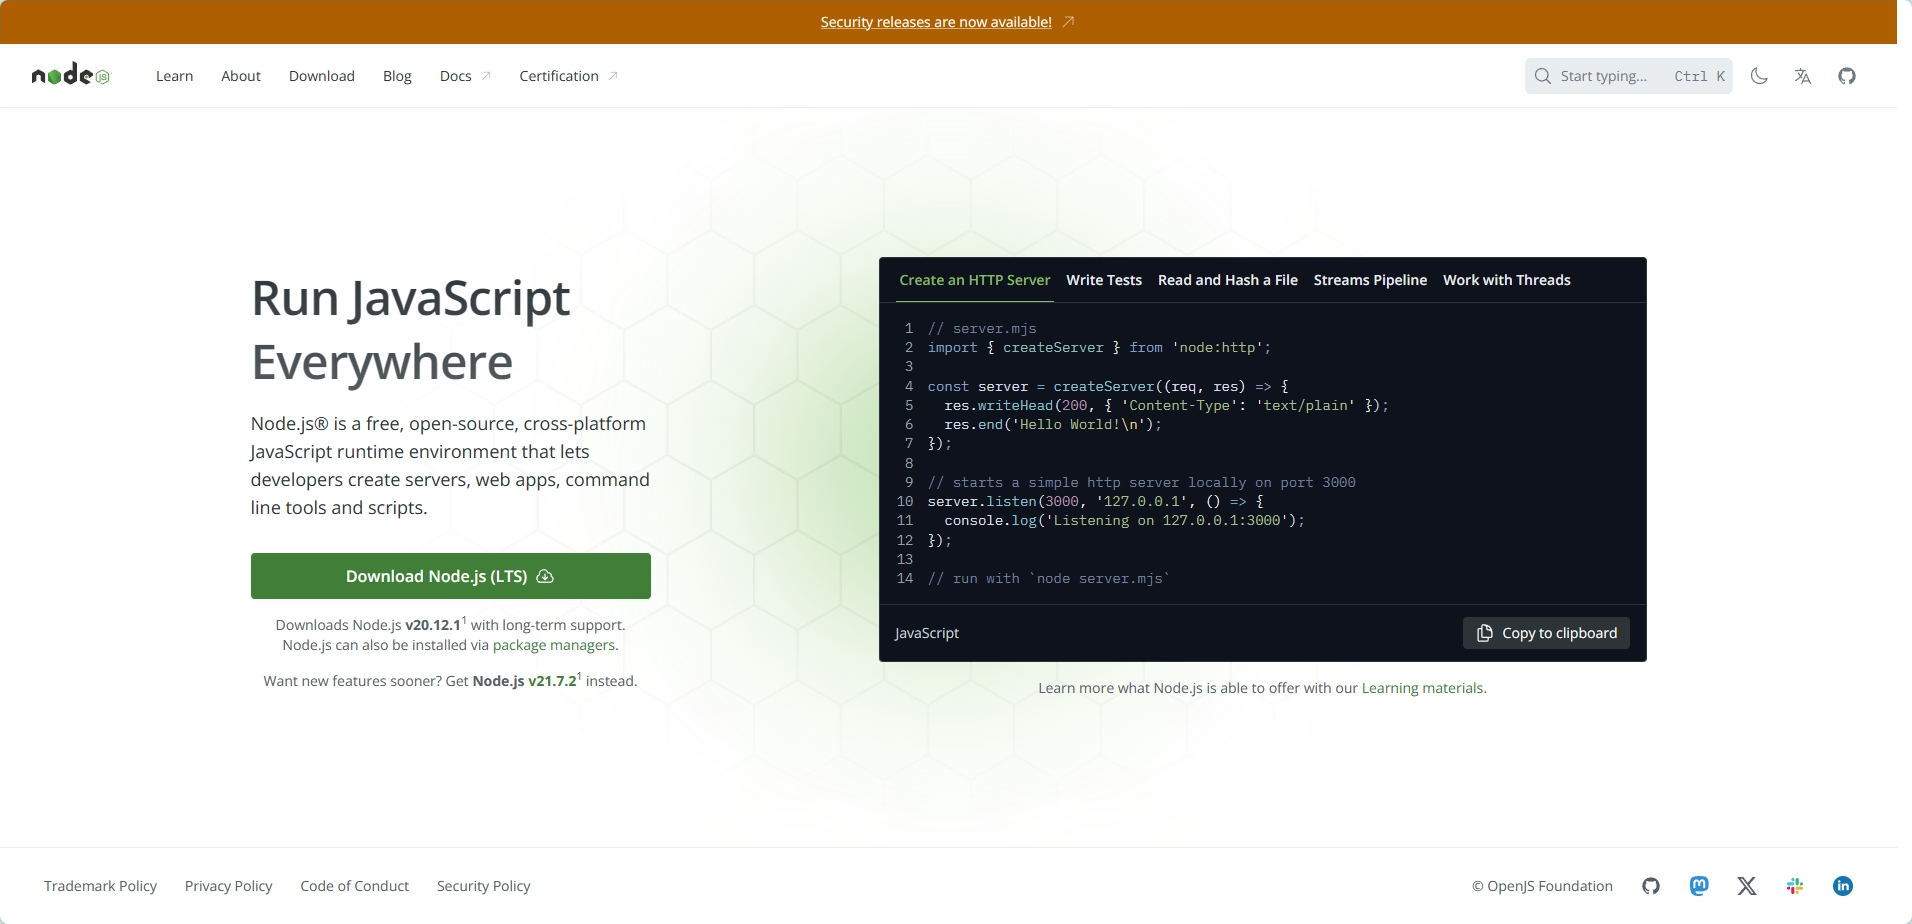 Security releases are now available!
node JS
Learn About Download Blog Docs Certification
Start typing... Ctrl K
Run JavaScript
Everywhere
Node.js® is a free, open-source, cross-platform
JavaScript runtime environment that lets
developers create servers, web apps, command
line tools and scripts.
Download Node.js (LTS)
Downloads Node.js v20.12.1¹ with long-term support.
Node.js can also be installed via package managers.
Want new features sooner? Get Node.js v21.7.2¹ instead.
Create an HTTP Server Write Tests Read and Hash a File Streams Pipeline Work with Threads
1 // server.mjs
2 import { createServer } from 'node:http';
3
4 const server = createServer((req, res) => {
5   res.writeHead(200, { 'Content-Type': 'text/plain' });
6   res.end('Hello World!\n');
7 });
8
9 // starts a simple http server locally on port 3000
10 server.listen(3000, '127.0.0.1', () => {
11   console.log('Listening on 127.0.0.1:3000');
12 });
13
14 // run with `node server.mjs`
JavaScript
Copy to clipboard
Learn more what Node.js is able to offer with our Learning materials.
Trademark Policy Privacy Policy Code of Conduct Security Policy
© OpenJS Foundation
in